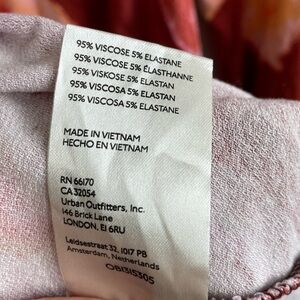 95% VISCOSE 5% ELASTANE
95% VISCOSE 5% ÉLASTHANNE
95% VISKOSE 5% ELASTAN
95% VISCOSA 5% ELASTAN
95% VISCOSA 5% ELASTANE
MADE IN VIETNAM
HECHO EN VIETNAM
RN 66170
CA 32054
Urban Outfitters, Inc.
146 Brick Lane
LONDON, E1 6RU
Leidsestraat 32, 1017 PB
Amsterdam, Netherlands
OB1315305